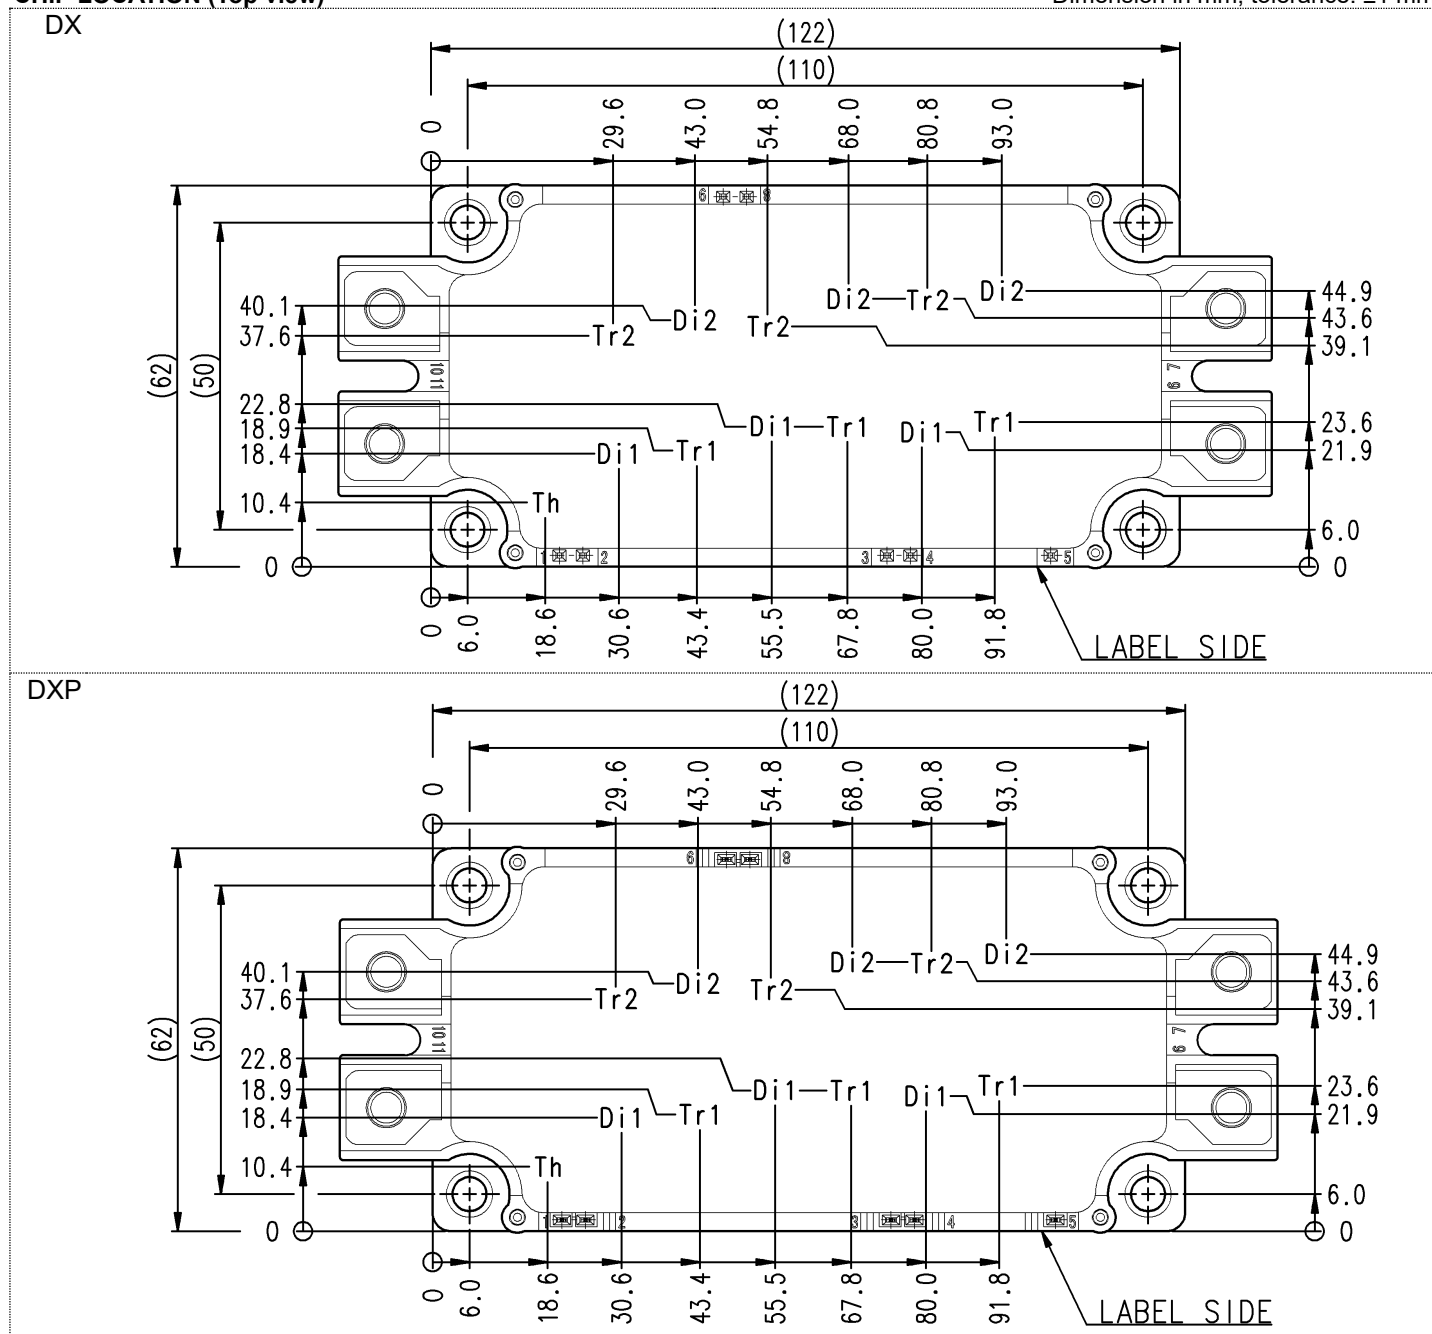 CHIP LOCATION (Top view)
Dimension in mm, tolerance: ±1 mm
DX
(122)
(110)
0 29.6 43.0 54.8 68.0 80.8 93.0
6 8
Di2 44.9
Di2 Tr2 43.6
40.1 Di2
37.6 Tr2
Tr2 39.1
(62) (50)
10 11
7 9
22.8 Di1 Tr1
Tr1 23.6
18.9 Tr1
Di1 21.9
18.4 Di1
10.4 Th
6.0
1 2 3 4 5
0 0
0 6.0 18.6 30.6 43.4 55.5 67.8 80.0 91.8
LABEL SIDE
DXP
(122)
(110)
0 29.6 43.0 54.8 68.0 80.8 93.0
6 8
Di2 44.9
Di2 Tr2 43.6
40.1 Di2
37.6 Tr2
Tr2 39.1
(62) (50)
10 11
7 9
22.8 Di1 Tr1
Tr1 23.6
18.9 Tr1
Di1 21.9
18.4 Di1
10.4 Th
6.0
1 2 3 4 5
0 0
0 6.0 18.6 30.6 43.4 55.5 67.8 80.0 91.8
LABEL SIDE